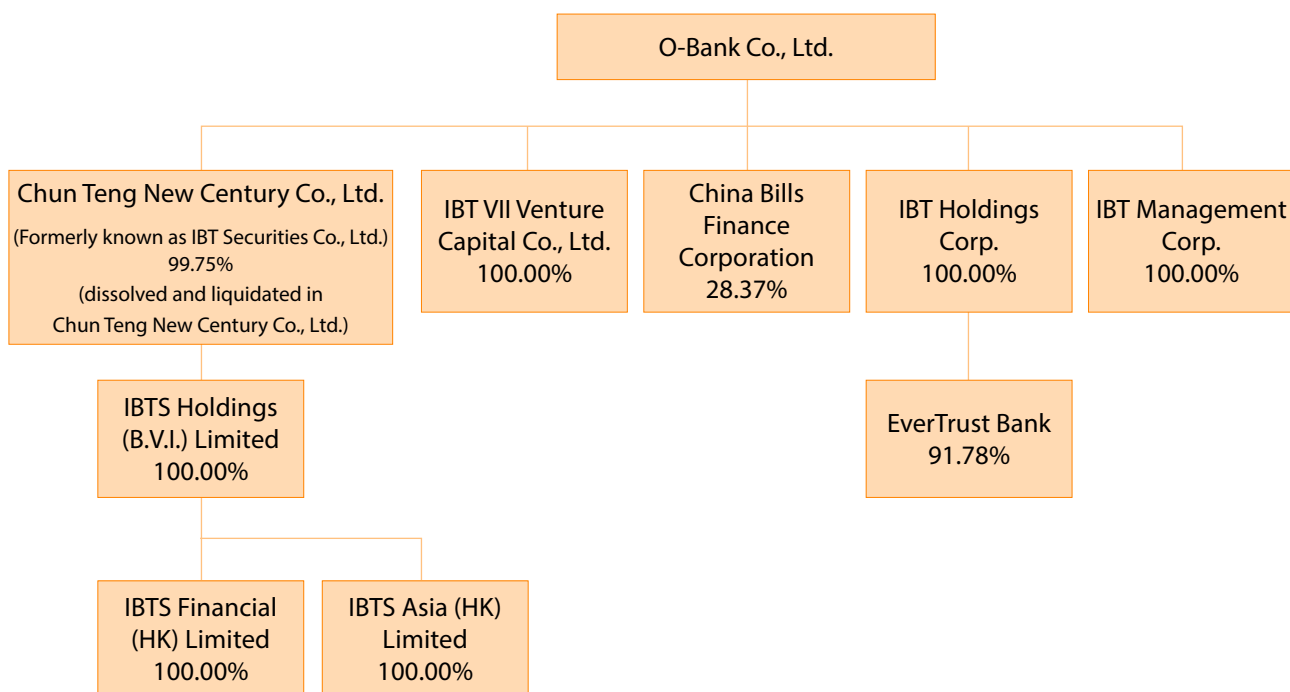 O-Bank Co., Ltd.
Chun Teng New Century Co., Ltd.
(Formerly known as IBT Securities Co., Ltd.)
99.75%
(dissolved and liquidated in
Chun Teng New Century Co., Ltd.)
IBT VII Venture
Capital Co., Ltd.
100.00%
China Bills
Finance
Corporation
28.37%
IBT Holdings
Corp.
100.00%
IBT Management
Corp.
100.00%
IBTS Holdings
(B.V.I.) Limited
100.00%
EverTrust Bank
91.78%
IBTS Financial
(HK) Limited
100.00%
IBTS Asia (HK)
Limited
100.00%